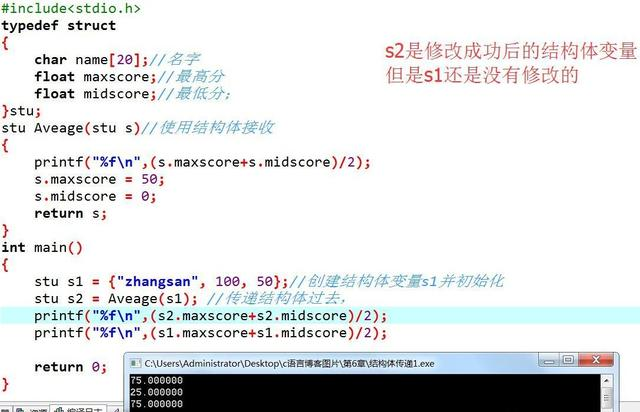 #include<stdio.h>
typedef struct
{
char name[20];//名字
float maxscore;//最高分
float midscore;//最低分;
}stu;
stu Aveage(stu s)//使用结构体接收
{
printf("%f\n",(s.maxscore+s.midscore)/2);
s.maxscore = 50;
s.midscore = 0;
return s;
}
int main()
{
stu s1 = {"zhangsan", 100, 50};//创建结构体变量s1并初始化
stu s2 = Aveage(s1); //传递结构体过去,
printf("%f\n",(s2.maxscore+s2.midscore)/2);
printf("%f\n",(s1.maxscore+s1.midscore)/2);
return 0;
}
s2是修改成功后的结构体变量
但是s1还是没有修改的
C:\Users\Administrator\Desktop\c语言博客图片\第6章\结构体传递1.exe
75.000000
25.000000
75.000000
资源 编译日志